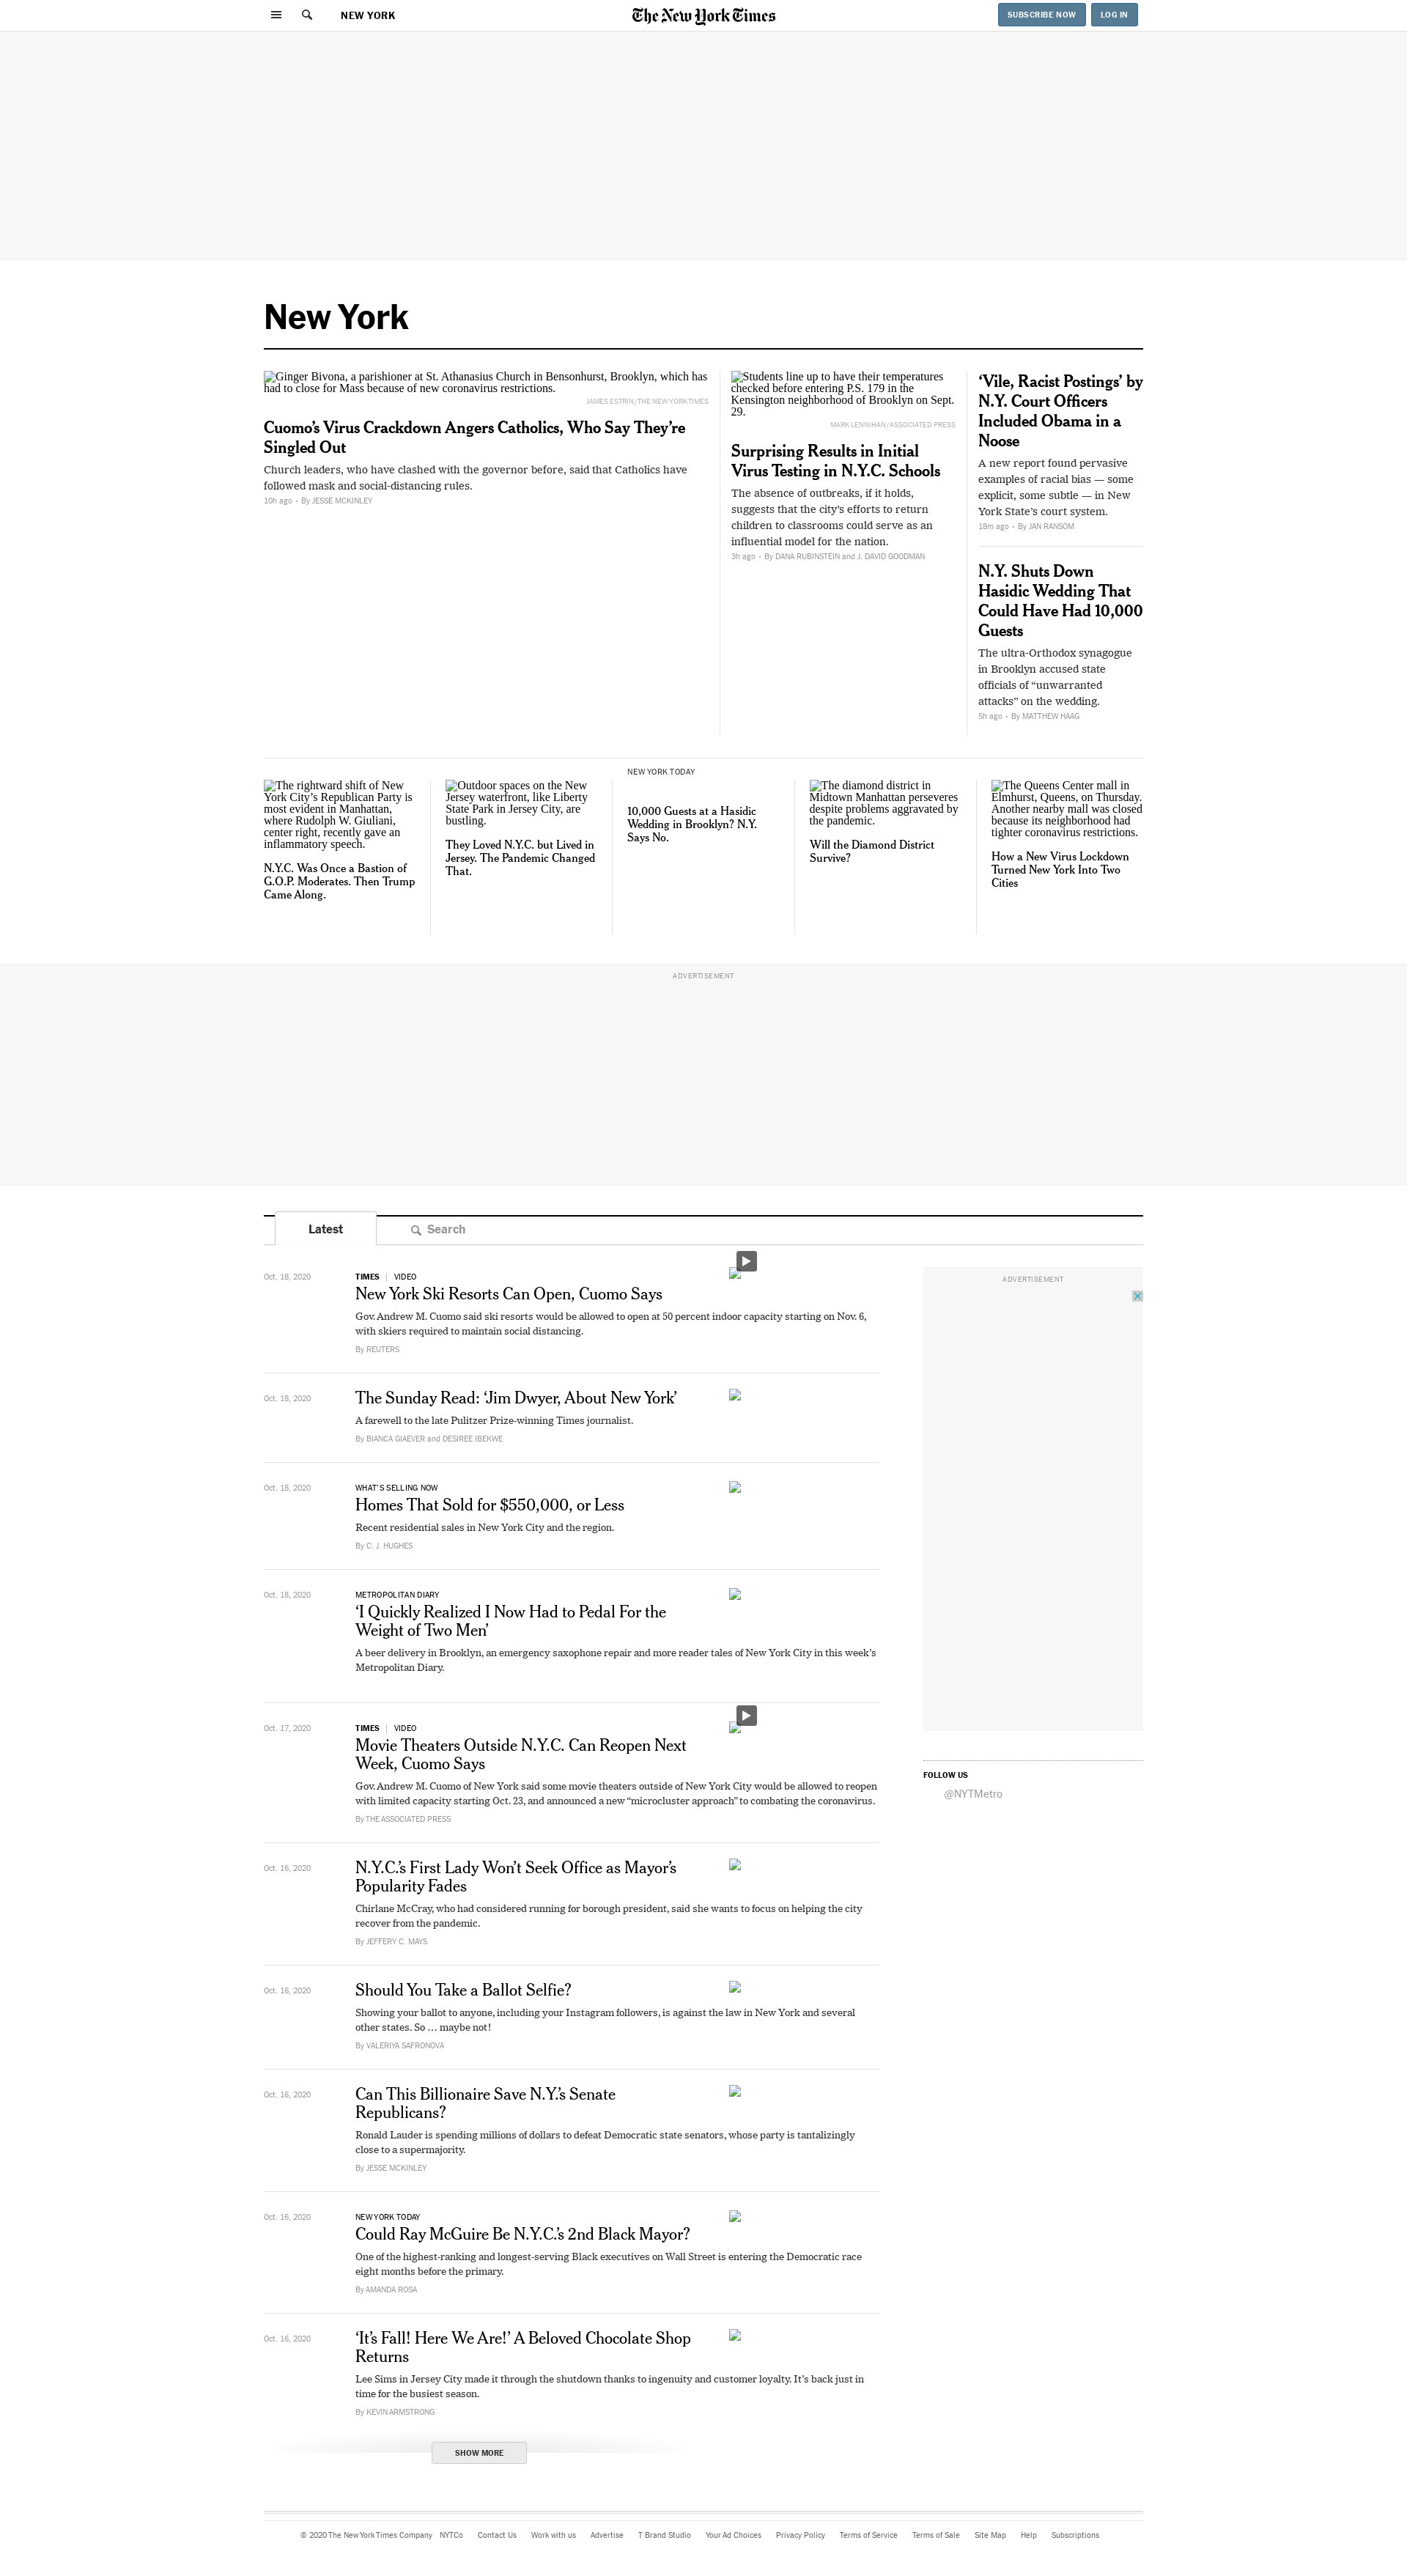 NEW YORK
The New York Times
SUBSCRIBE NOW
LOG IN
New York
Ginger Bivona, a parishioner at St. Athanasius Church in Bensonhurst, Brooklyn, which has
had to close for Mass because of new coronavirus restrictions.
JAMES ESTRIN/THE NEW YORK TIMES
Cuomo’s Virus Crackdown Angers Catholics, Who Say They’re
Singled Out
Church leaders, who have clashed with the governor before, said that Catholics have
followed mask and social-distancing rules.
10h ago · By JESSE MCKINLEY
Students line up to have their temperatures
checked before entering P.S. 179 in the
Kensington neighborhood of Brooklyn on Sept.
29.
MARK LENNIHAN/ASSOCIATED PRESS
Surprising Results in Initial
Virus Testing in N.Y.C. Schools
The absence of outbreaks, if it holds,
suggests that the city’s efforts to return
children to classrooms could serve as an
influential model for the nation.
3h ago · By DANA RUBINSTEIN and J. DAVID GOODMAN
‘Vile, Racist Postings’ by
N.Y. Court Officers
Included Obama in a
Noose
A new report found pervasive
examples of racial bias — some
explicit, some subtle — in New
York State’s court system.
18m ago · By JAN RANSOM
N.Y. Shuts Down
Hasidic Wedding That
Could Have Had 10,000
Guests
The ultra-Orthodox synagogue
in Brooklyn accused state
officials of “unwarranted
attacks” on the wedding.
5h ago · By MATTHEW HAAG
The rightward shift of New
York City’s Republican Party is
most evident in Manhattan,
where Rudolph W. Giuliani,
center right, recently gave an
inflammatory speech.
N.Y.C. Was Once a Bastion of
G.O.P. Moderates. Then Trump
Came Along.
Outdoor spaces on the New
Jersey waterfront, like Liberty
State Park in Jersey City, are
bustling.
They Loved N.Y.C. but Lived in
Jersey. The Pandemic Changed
That.
NEW YORK TODAY
10,000 Guests at a Hasidic
Wedding in Brooklyn? N.Y.
Says No.
The diamond district in
Midtown Manhattan perseveres
despite problems aggravated by
the pandemic.
Will the Diamond District
Survive?
The Queens Center mall in
Elmhurst, Queens, on Thursday.
Another nearby mall was closed
because its neighborhood had
tighter coronavirus restrictions.
How a New Virus Lockdown
Turned New York Into Two
Cities
ADVERTISEMENT
Latest
Search
Oct. 18, 2020
TIMES | VIDEO
New York Ski Resorts Can Open, Cuomo Says
Gov. Andrew M. Cuomo said ski resorts would be allowed to open at 50 percent indoor capacity starting on Nov. 6,
with skiers required to maintain social distancing.
By REUTERS
Oct. 18, 2020
The Sunday Read: ‘Jim Dwyer, About New York’
A farewell to the late Pulitzer Prize-winning Times journalist.
By BIANCA GIAEVER and DESIREE IBEKWE
Oct. 18, 2020
WHAT’S SELLING NOW
Homes That Sold for $550,000, or Less
Recent residential sales in New York City and the region.
By C. J. HUGHES
Oct. 18, 2020
METROPOLITAN DIARY
‘I Quickly Realized I Now Had to Pedal For the
Weight of Two Men’
A beer delivery in Brooklyn, an emergency saxophone repair and more reader tales of New York City in this week’s
Metropolitan Diary.
Oct. 17, 2020
TIMES | VIDEO
Movie Theaters Outside N.Y.C. Can Reopen Next
Week, Cuomo Says
Gov. Andrew M. Cuomo of New York said some movie theaters outside of New York City would be allowed to reopen
with limited capacity starting Oct. 23, and announced a new “microcluster approach” to combating the coronavirus.
By THE ASSOCIATED PRESS
Oct. 16, 2020
N.Y.C.’s First Lady Won’t Seek Office as Mayor’s
Popularity Fades
Chirlane McCray, who had considered running for borough president, said she wants to focus on helping the city
recover from the pandemic.
By JEFFERY C. MAYS
Oct. 16, 2020
Should You Take a Ballot Selfie?
Showing your ballot to anyone, including your Instagram followers, is against the law in New York and several
other states. So … maybe not!
By VALERIYA SAFRONOVA
Oct. 16, 2020
Can This Billionaire Save N.Y.’s Senate
Republicans?
Ronald Lauder is spending millions of dollars to defeat Democratic state senators, whose party is tantalizingly
close to a supermajority.
By JESSE MCKINLEY
Oct. 16, 2020
NEW YORK TODAY
Could Ray McGuire Be N.Y.C.’s 2nd Black Mayor?
One of the highest-ranking and longest-serving Black executives on Wall Street is entering the Democratic race
eight months before the primary.
By AMANDA ROSA
Oct. 16, 2020
‘It’s Fall! Here We Are!’ A Beloved Chocolate Shop
Returns
Lee Sims in Jersey City made it through the shutdown thanks to ingenuity and customer loyalty. It’s back just in
time for the busiest season.
By KEVIN ARMSTRONG
SHOW MORE
ADVERTISEMENT
FOLLOW US
@NYTMetro
© 2020 The New York Times Company NYTCo Contact Us Work with us Advertise T Brand Studio Your Ad Choices Privacy Policy Terms of Service Terms of Sale Site Map Help Subscriptions